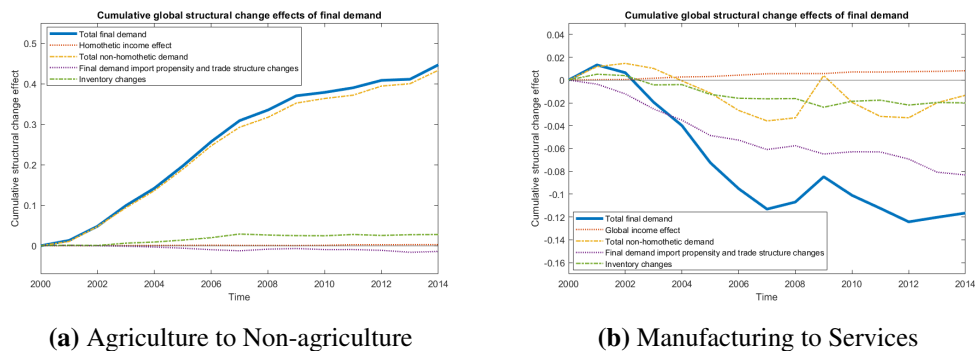 Cumulative global structural change effects of final demand
Total final demand
Homothetic income effect
Total non-homothetic demand
Final demand import propensity and trade structure changes
Inventory changes
Cumulative structural change effect
0.5
0.4
0.3
0.2
0.1
0
2000 2002 2004 2006 2008 2010 2012 2014
Time
(a) Agriculture to Non-agriculture
Cumulative global structural change effects of final demand
Cumulative structural change effect
0.04
0.02
0
-0.02
-0.04
-0.06
-0.08
-0.1
-0.12
-0.14
-0.16
Total final demand
Global income effect
Total non-homothetic demand
Final demand import propensity and trade structure changes
Inventory changes
2000 2002 2004 2006 2008 2010 2012 2014
Time
(b) Manufacturing to Services